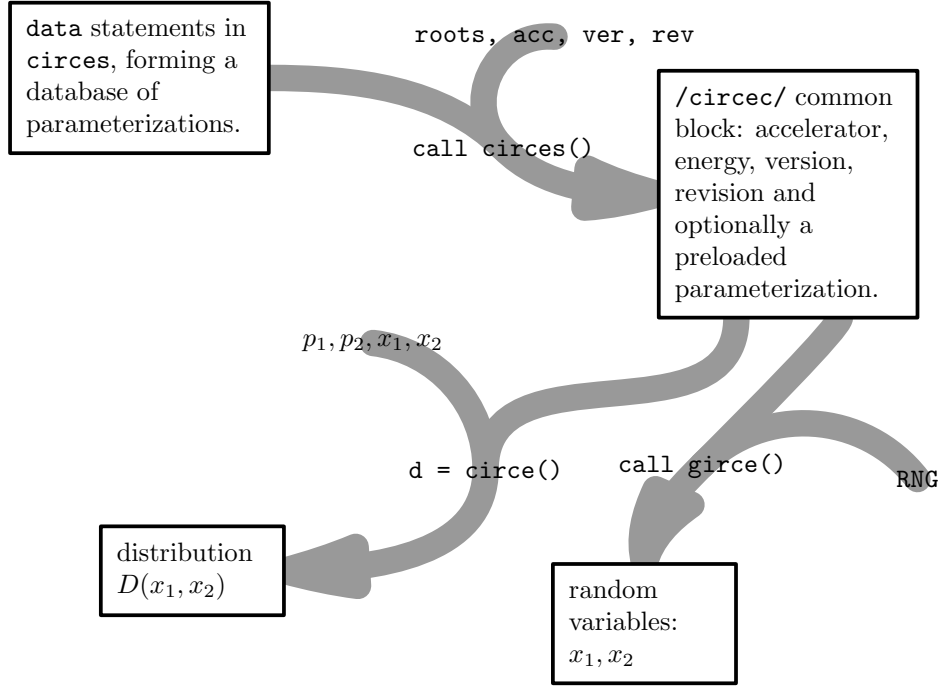 data statements in
circes, forming a
database of
parameterizations.
roots, acc, ver, rev
call circes()
/circec/ common
block: accelerator,
energy, version,
revision and
optionally a
preloaded
parameterization.
p₁, p₂, x₁, x₂
d = circe()
call girce()
RNG
distribution
D(x₁, x₂)
random
variables:
x₁, x₂